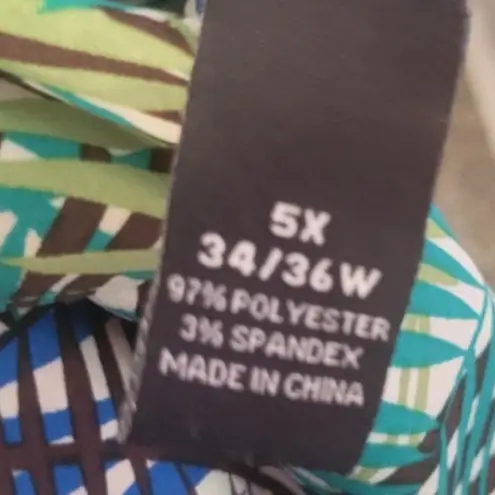 5X
34/36W
97% POLYESTER
3% SPANDEX
MADE IN CHINA